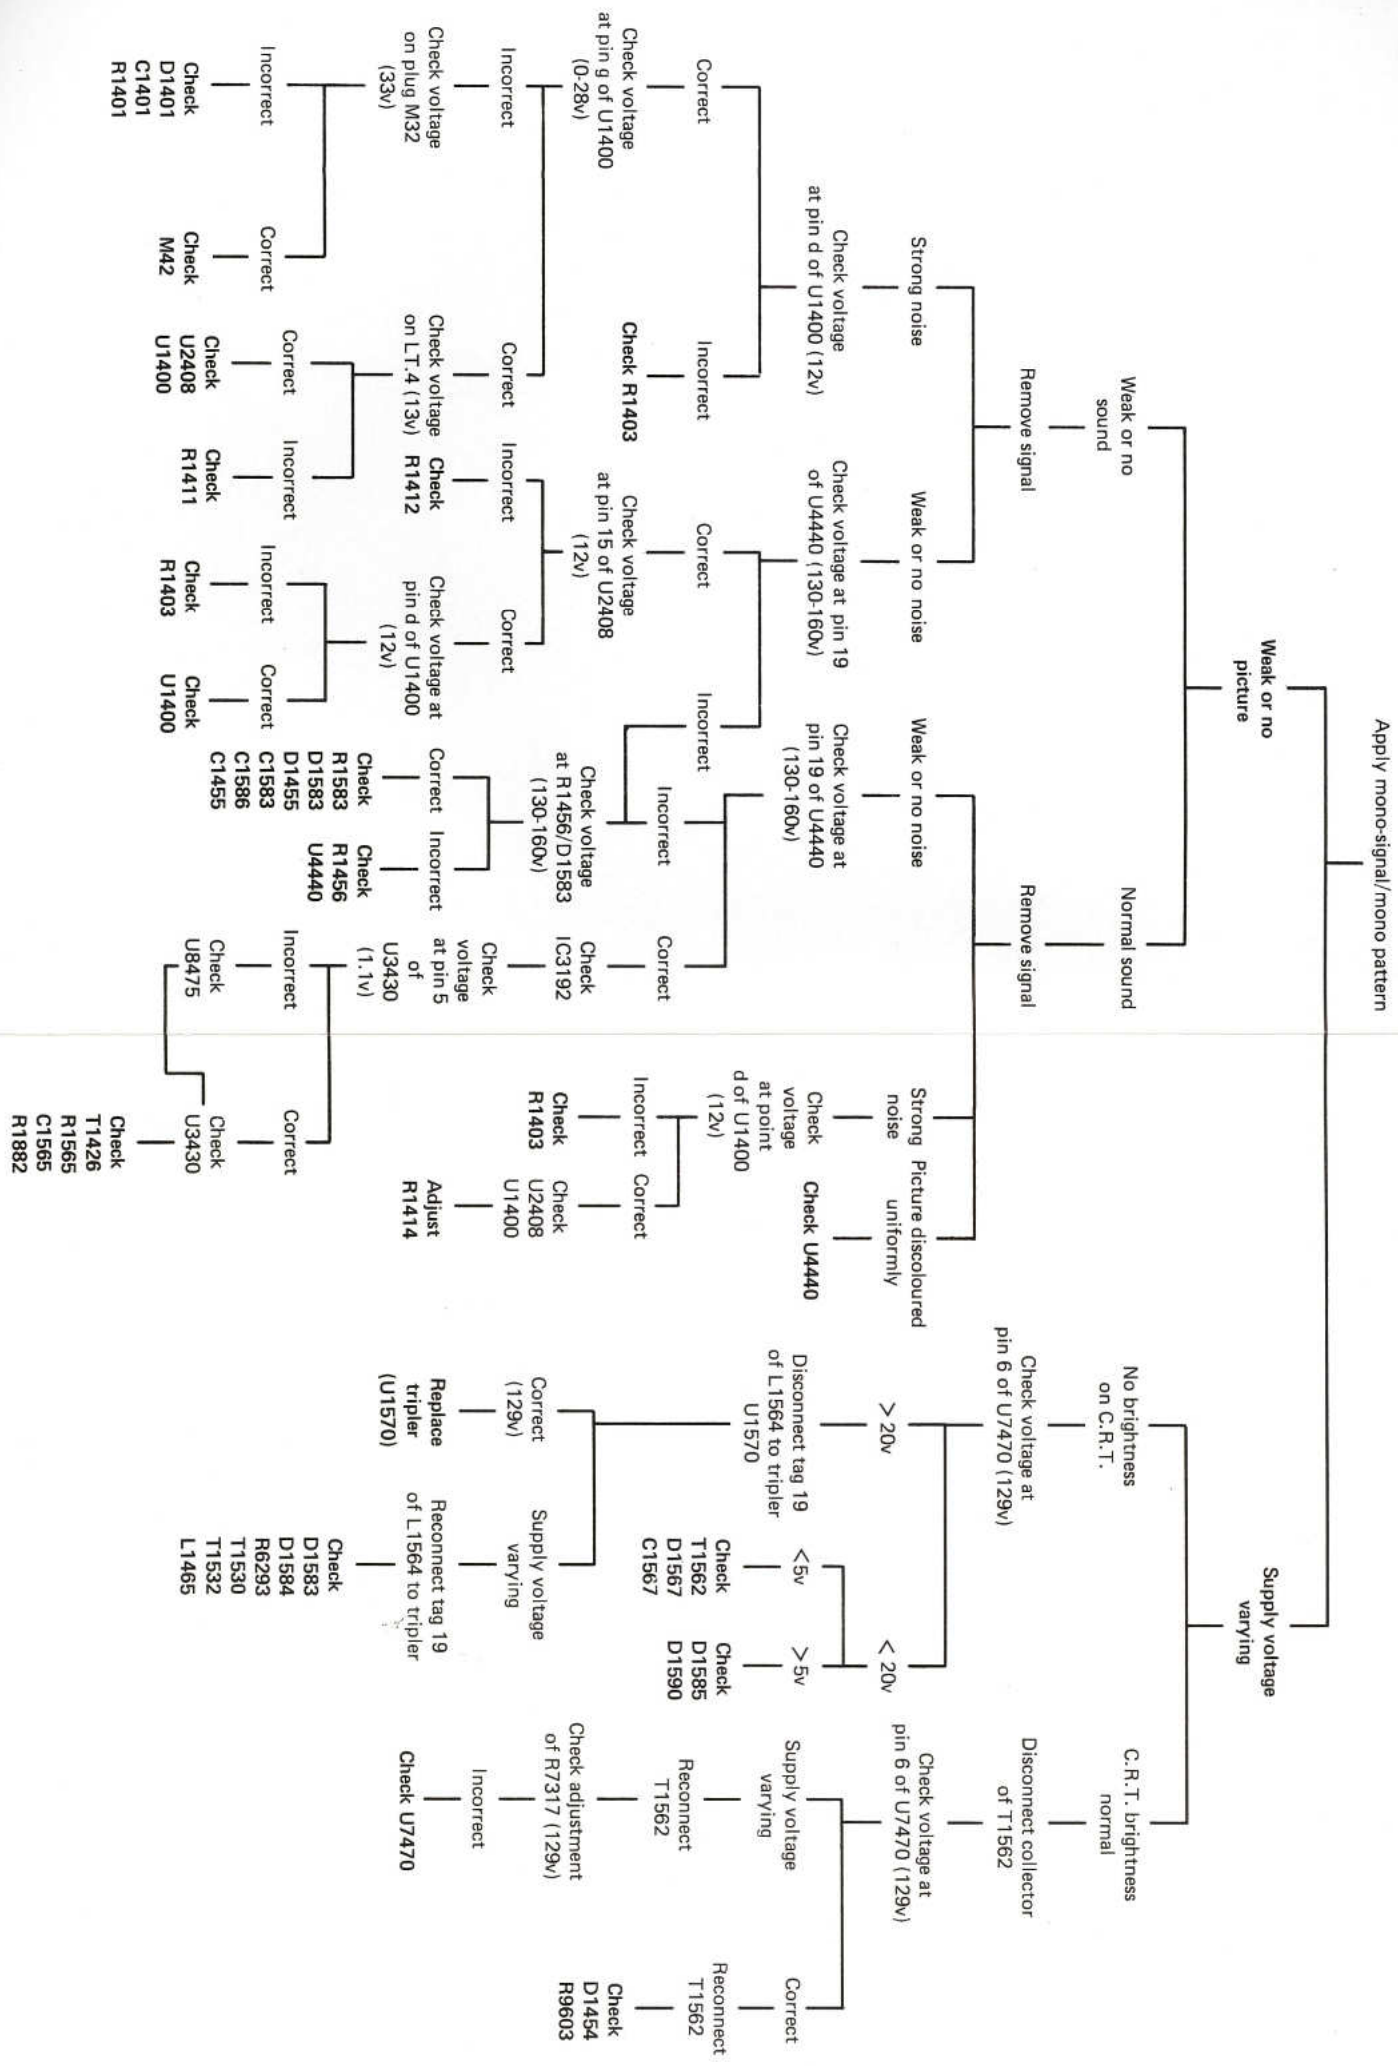 Apply mono-signal/mono pattern
Weak or no
picture
Weak or no
sound
Remove signal
Strong noise
Check voltage
at pin d of U1400 (12v)
Correct
Check voltage
at pin g of U1400
(0-28v)
Incorrect
Check voltage
on plug M32
(33v)
Incorrect
Check
D1401
C1401
R1401
Correct
Check
M42
Correct
Check voltage
on LT.4 (13v)
Correct
Check
U2408
U1400
Incorrect
Check
R1411
Incorrect
Check R1403
Weak or no noise
Check voltage at pin 19
of U4440 (130-160v)
Correct
Check voltage
at pin 15 of U2408
(12v)
Incorrect
Check
R1412
Correct
Check voltage at
pin d of U1400
(12v)
Incorrect
Check
R1403
Correct
Check
U1400
Incorrect
Normal sound
Remove signal
Weak or no noise
Check voltage at
pin 19 of U4440
(130-160v)
Incorrect
Check voltage
at R1456/D1583
(130-160v)
Correct
Check
R1583
D1583
D1455
C1583
C1586
C1455
Incorrect
Check
R1456
U4440
Correct
Check
IC3192
Check
voltage
at pin 5
of
U3430
(1.1v)
Incorrect
Check
U8475
Correct
Check
U3430
Check
T1426
R1565
C1565
R1882
Strong
noise
Check
voltage
at point
d of U1400
(12v)
Incorrect
Check
R1403
Correct
Check
U2408
U1400
Adjust
R1414
Picture discoloured
uniformly
Check U4440
Supply voltage
varying
No brightness
on C.R.T.
Check voltage at
pin 6 of U7470 (129v)
> 20v
Disconnect tag 19
of L1564 to tripler
U1570
Correct
(129v)
Replace
tripler
(U1570)
Supply voltage
varying
Reconnect tag 19
of L1564 to tripler
Check
D1583
D1584
R6293
T1530
T1532
L1465
< 20v
<5v
Check
T1562
D1567
C1567
>5v
Check
D1585
D1590
C.R.T. brightness
normal
Disconnect collector
of T1562
Check voltage at
pin 6 of U7470 (129v)
Supply voltage
varying
Reconnect
T1562
Check adjustment
of R7317 (129v)
Incorrect
Check U7470
Correct
Reconnect
T1562
Check
D1454
R9603